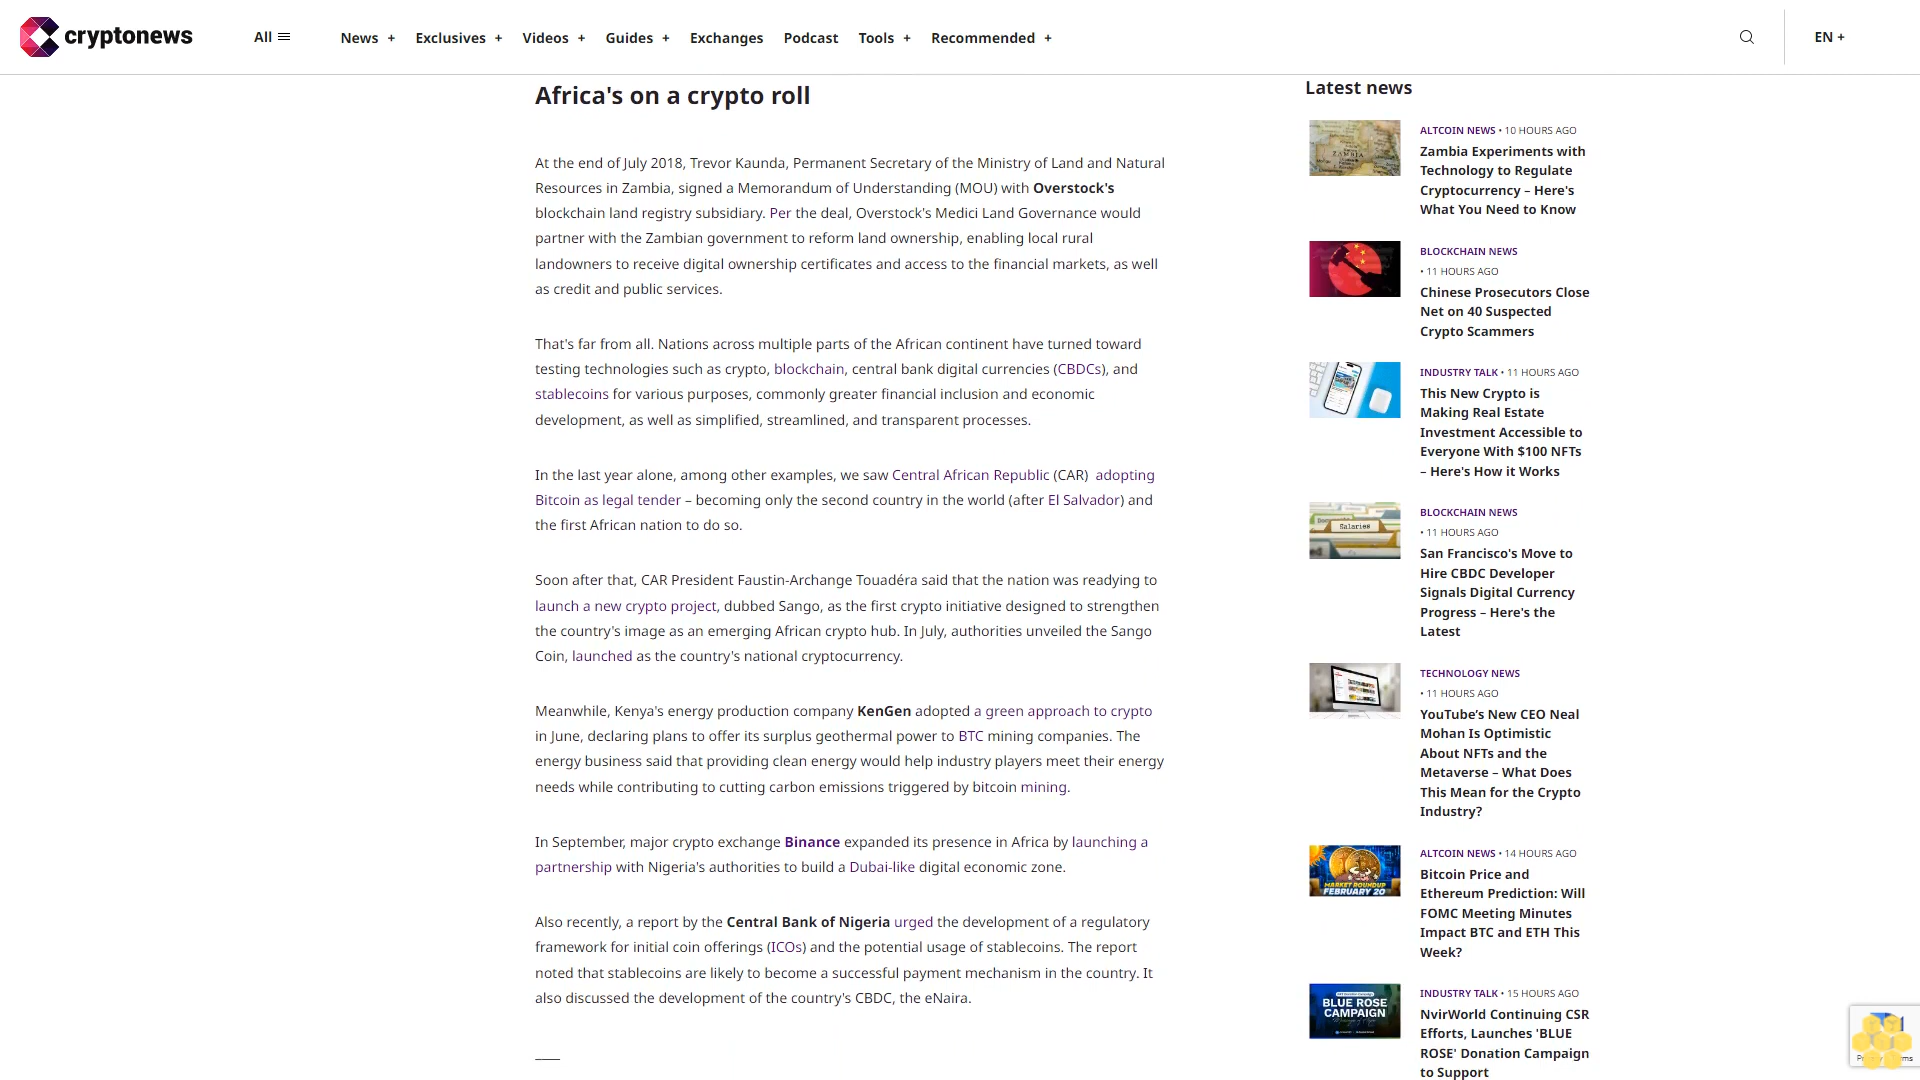 cryptonews
All
News +
Exclusives +
Videos +
Guides +
Exchanges
Podcast
Tools +
Recommended +
EN +
Africa's on a crypto roll
At the end of July 2018, Trevor Kaunda, Permanent Secretary of the Ministry of Land and Natural
Resources in Zambia, signed a Memorandum of Understanding (MOU) with Overstock's
blockchain land registry subsidiary. Per the deal, Overstock's Medici Land Governance would
partner with the Zambian government to reform land ownership, enabling local rural
landowners to receive digital ownership certificates and access to the financial markets, as well
as credit and public services.
That's far from all. Nations across multiple parts of the African continent have turned toward
testing technologies such as crypto, blockchain, central bank digital currencies (CBDCs), and
stablecoins for various purposes, commonly greater financial inclusion and economic
development, as well as simplified, streamlined, and transparent processes.
In the last year alone, among other examples, we saw Central African Republic (CAR) adopting
Bitcoin as legal tender – becoming only the second country in the world (after El Salvador) and
the first African nation to do so.
Soon after that, CAR President Faustin-Archange Touadéra said that the nation was readying to
launch a new crypto project, dubbed Sango, as the first crypto initiative designed to strengthen
the country's image as an emerging African crypto hub. In July, authorities unveiled the Sango
Coin, launched as the country's national cryptocurrency.
Meanwhile, Kenya's energy production company KenGen adopted a green approach to crypto
in June, declaring plans to offer its surplus geothermal power to BTC mining companies. The
energy business said that providing clean energy would help industry players meet their energy
needs while contributing to cutting carbon emissions triggered by bitcoin mining.
In September, major crypto exchange Binance expanded its presence in Africa by launching a
partnership with Nigeria's authorities to build a Dubai-like digital economic zone.
Also recently, a report by the Central Bank of Nigeria urged the development of a regulatory
framework for initial coin offerings (ICOs) and the potential usage of stablecoins. The report
noted that stablecoins are likely to become a successful payment mechanism in the country. It
also discussed the development of the country's CBDC, the eNaira.
____
Latest news
ZAMBIA
ALTCOIN NEWS • 10 HOURS AGO
Zambia Experiments with
Technology to Regulate
Cryptocurrency – Here's
What You Need to Know
BLOCKCHAIN NEWS
• 11 HOURS AGO
Chinese Prosecutors Close
Net on 40 Suspected
Crypto Scammers
INDUSTRY TALK • 11 HOURS AGO
This New Crypto is
Making Real Estate
Investment Accessible to
Everyone With $100 NFTs
– Here's How it Works
Salaries
BLOCKCHAIN NEWS
• 11 HOURS AGO
San Francisco's Move to
Hire CBDC Developer
Signals Digital Currency
Progress – Here's the
Latest
TECHNOLOGY NEWS
• 11 HOURS AGO
YouTube’s New CEO Neal
Mohan Is Optimistic
About NFTs and the
Metaverse – What Does
This Mean for the Crypto
Industry?
MARKET ROUNDUP
FEBRUARY 20
ALTCOIN NEWS • 14 HOURS AGO
Bitcoin Price and
Ethereum Prediction: Will
FOMC Meeting Minutes
Impact BTC and ETH This
Week?
BLUE ROSE
CAMPAIGN
INDUSTRY TALK • 15 HOURS AGO
NvirWorld Continuing CSR
Efforts, Launches 'BLUE
ROSE' Donation Campaign
to Support